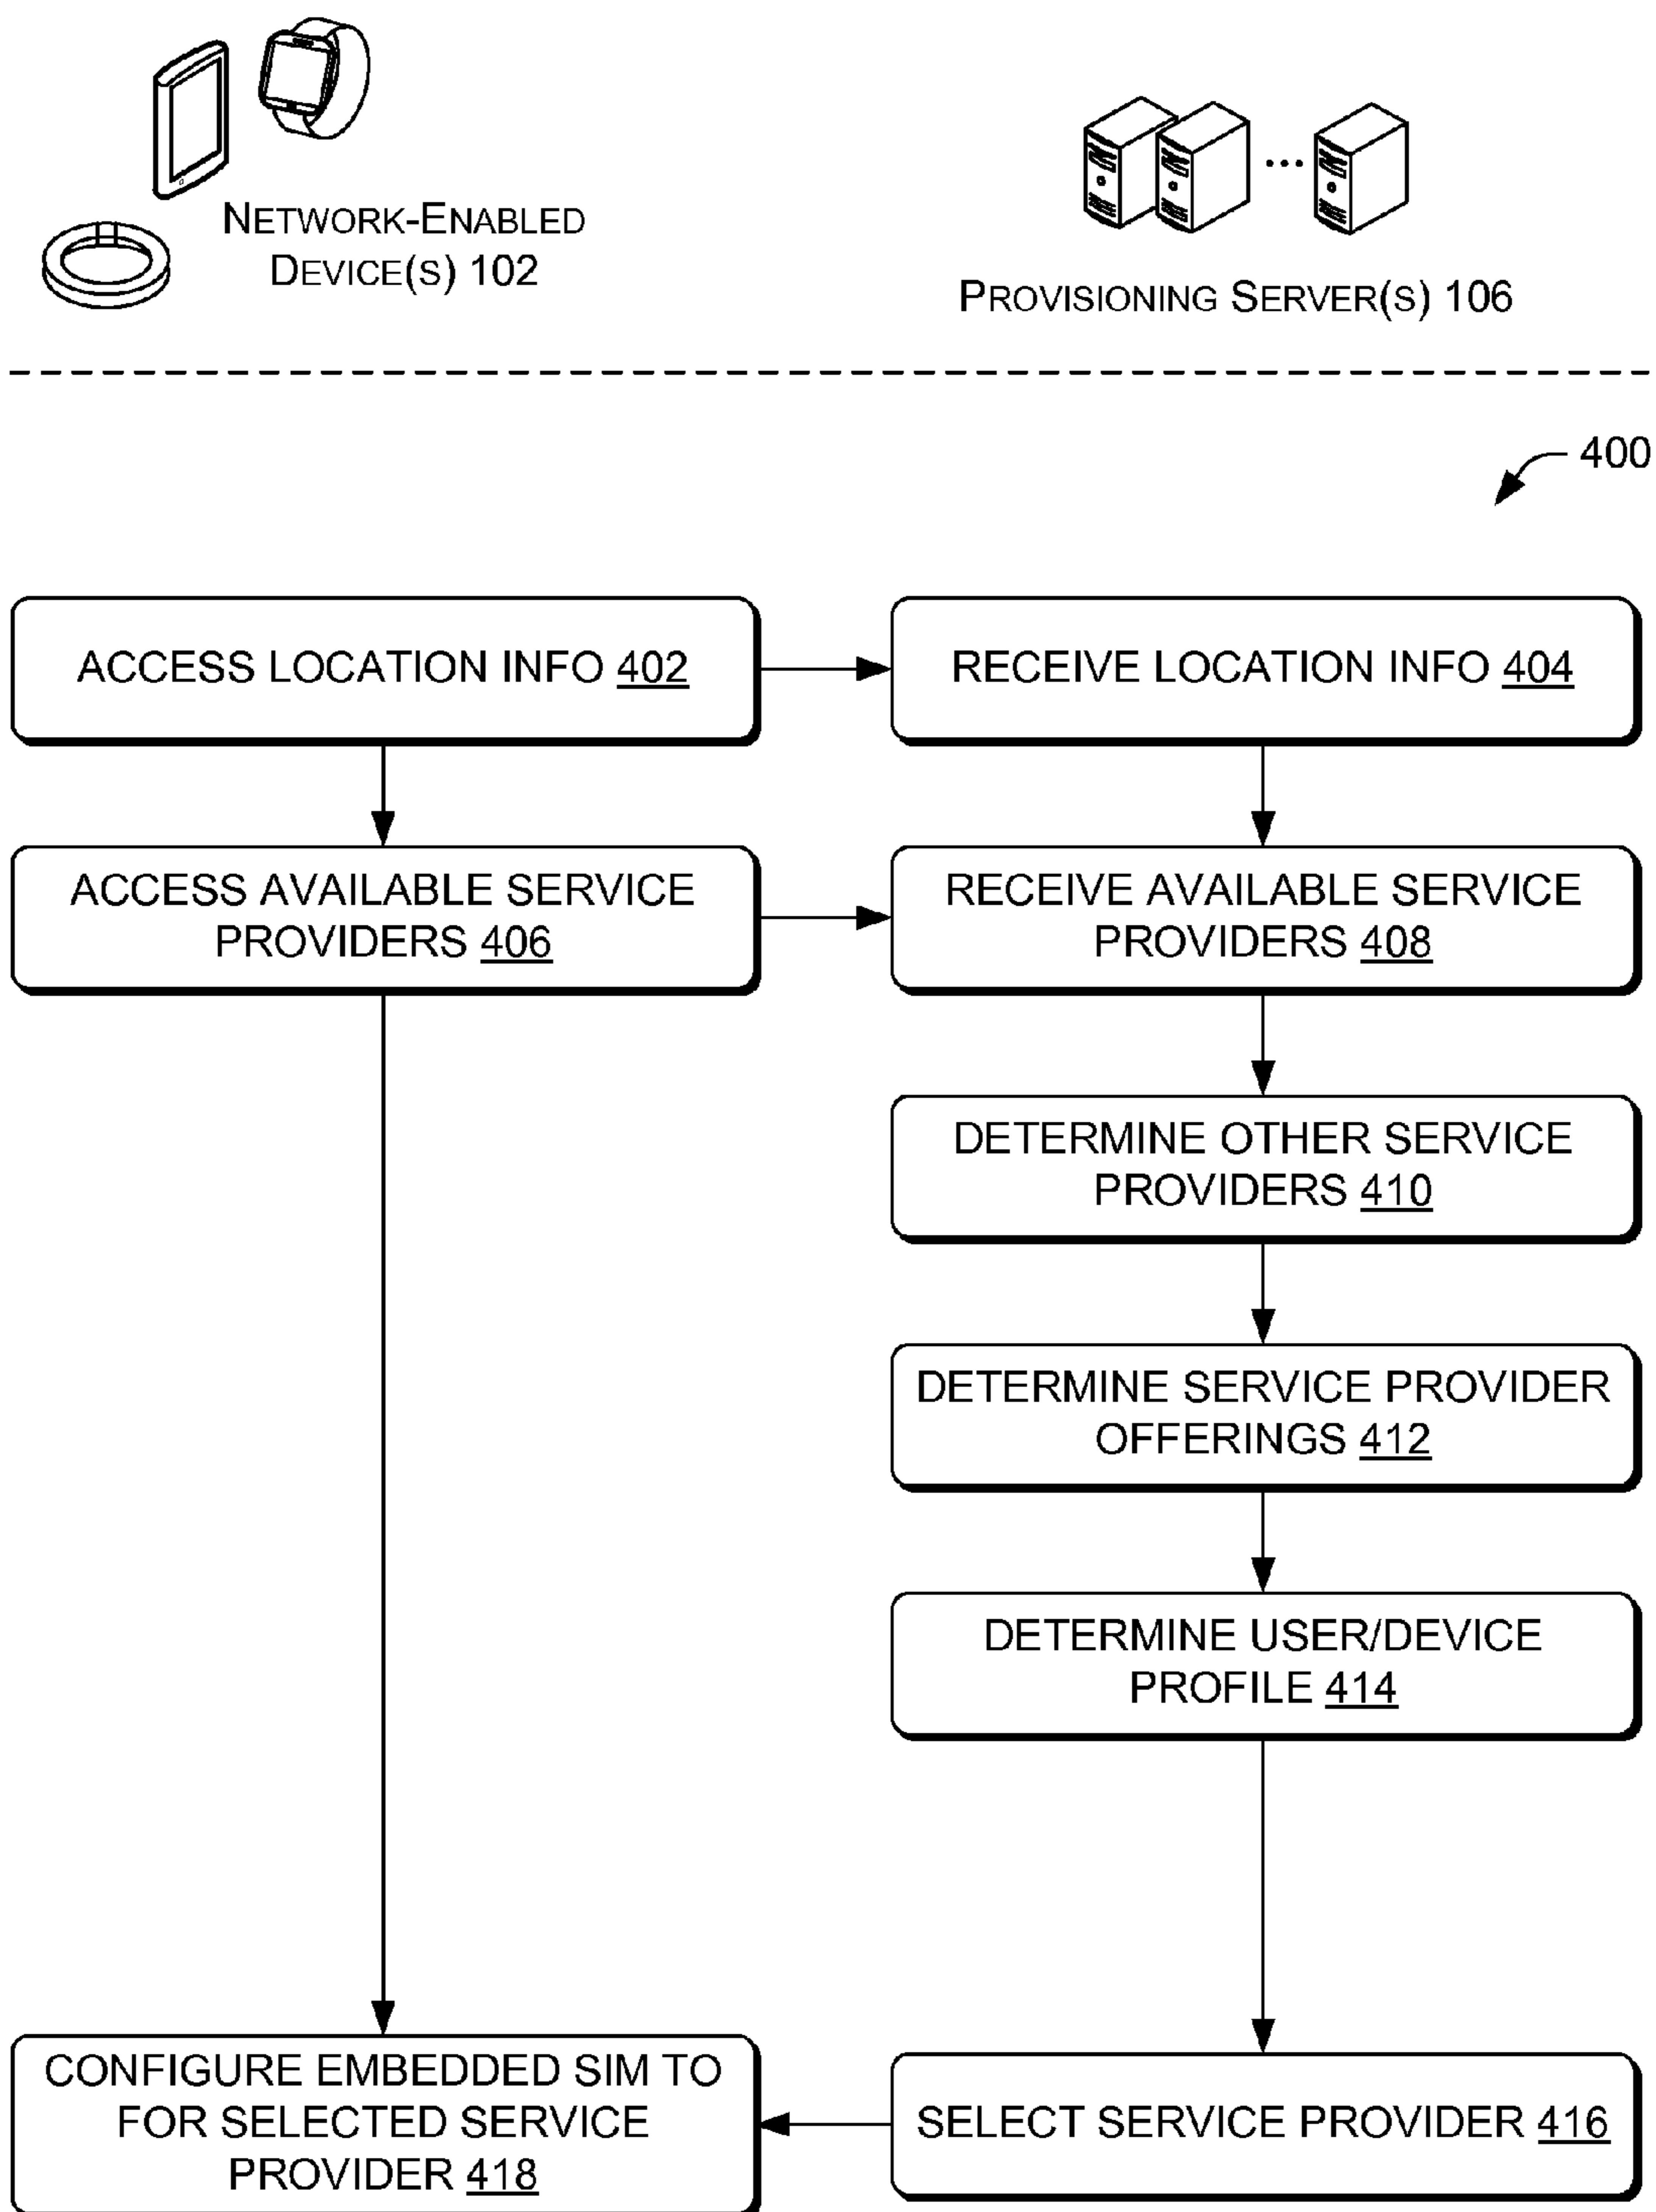 NETWORK-ENABLED
DEVICE(S) 102
PROVISIONING SERVER(S) 106
400
ACCESS LOCATION INFO 402
RECEIVE LOCATION INFO 404
ACCESS AVAILABLE SERVICE
PROVIDERS 406
RECEIVE AVAILABLE SERVICE
PROVIDERS 408
DETERMINE OTHER SERVICE
PROVIDERS 410
DETERMINE SERVICE PROVIDER
OFFERINGS 412
DETERMINE USER/DEVICE
PROFILE 414
CONFIGURE EMBEDDED SIM TO
FOR SELECTED SERVICE
PROVIDER 418
SELECT SERVICE PROVIDER 416